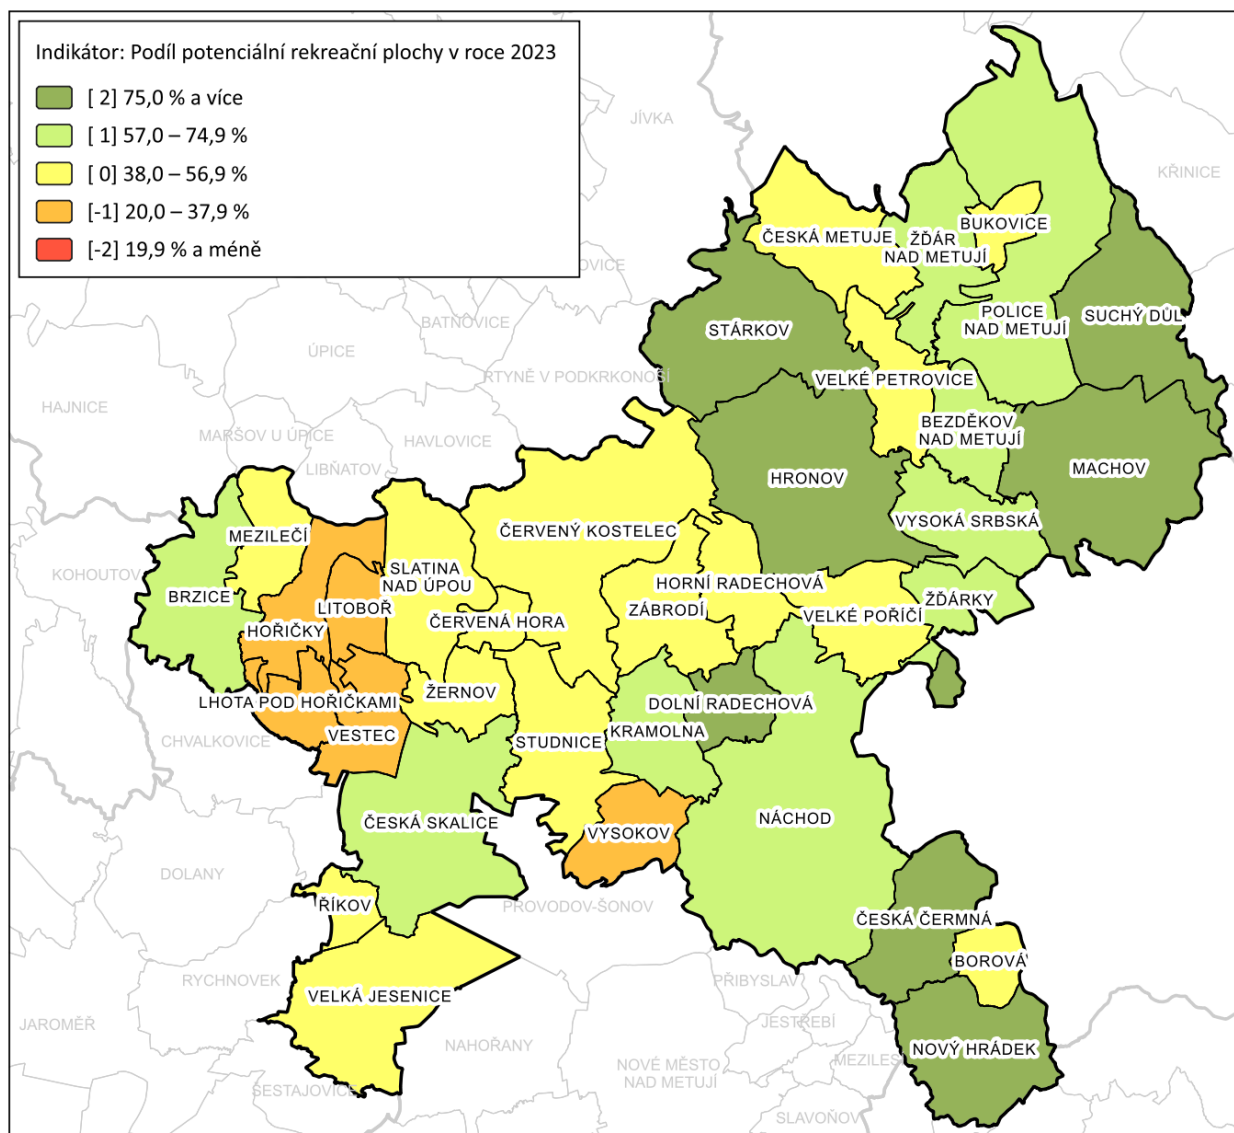 Indikátor: Podíl potenciální rekreační plochy v roce 2023
[ 2] 75,0 % a více
[ 1] 57,0 – 74,9 %
[ 0] 38,0 – 56,9 %
[-1] 20,0 – 37,9 %
[-2] 19,9 % a méně
JÍVKA
KŘINICE
BUKOVICE
ČESKÁ METUJE
ŽĎÁR
NAD METUJÍ
OVICE
BATŇOVICE
STÁRKOV
POLICE
NAD METUJÍ
SUCHÝ DŮL
ÚPICE
RTYNĚ V PODKRKONOŠÍ
VELKÉ PETROVICE
HAJNICE
MARŠOV U ÚPICE
HAVLOVICE
BEZDĚKOV
NAD METUJÍ
LIBŇATOV
HRONOV
MACHOV
MEZILEČÍ
ČERVENÝ KOSTELEC
VYSOKÁ SRBSKÁ
KOHOUTOV
BRZICE
SLATINA
NAD ÚPOU
HORNÍ RADECHOVÁ
LITOBOŘ
ZÁBRODÍ
ŽĎÁRKY
HOŘIČKY
ČERVENÁ HORA
VELKÉ POŘÍČÍ
LHOTA POD HOŘIČKAMI
ŽERNOV
DOLNÍ RADECHOVÁ
CHVALKOVICE
VESTEC
STUDNICE
KRAMOLNA
ČESKÁ SKALICE
VYSOKOV
NÁCHOD
DOLANY
ŘÍKOV
PROVODOV-ŠONOV
ČESKÁ ČERMNÁ
BOROVÁ
RYCHNOVEK
PŘIBYSLAV
VELKÁ JESENICE
JAROMĚŘ
JESTŘEBÍ
NAHOŘANY
NOVÝ HRÁDEK
MEZILES
NOVÉ MĚSTO
NAD METUJÍ
ŠESTAJOVICE
SLAVOŇOV